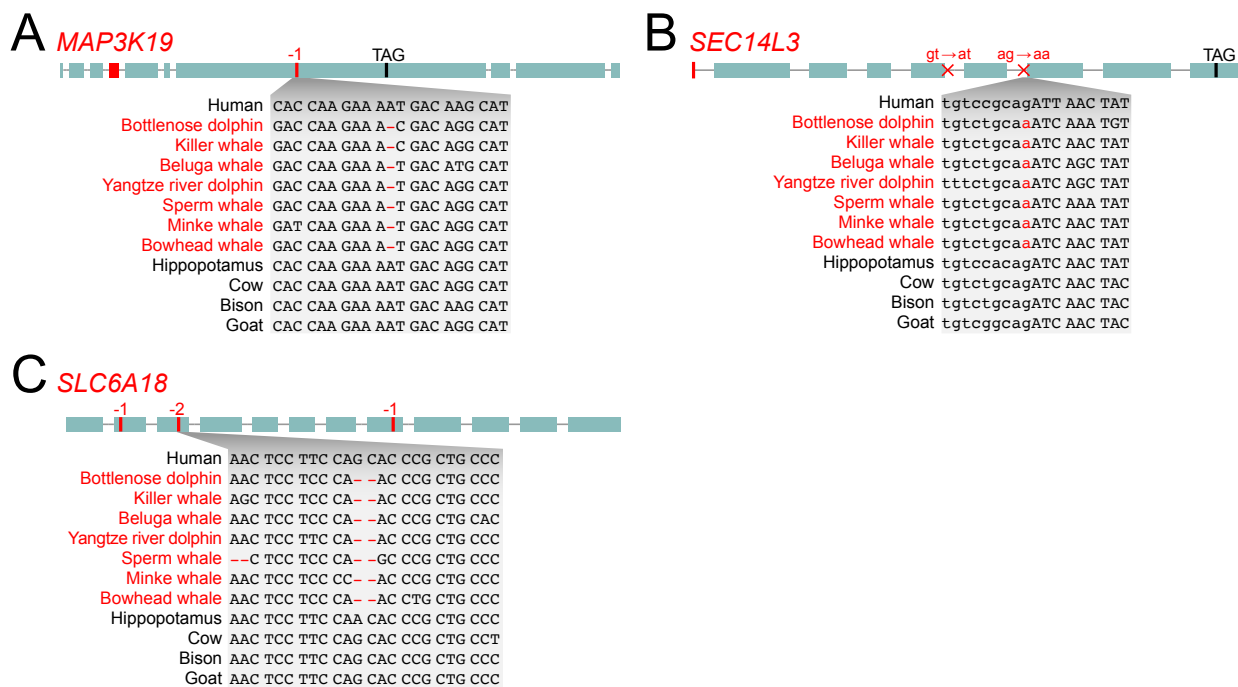 A MAP3K19
-1 TAG
Human CAC CAA GAA AAT GAC AAG CAT
Bottlenose dolphin GAC CAA GAA A-C GAC AGG CAT
Killer whale GAC CAA GAA A-C GAC AGG CAT
Beluga whale GAC CAA GAA A-T GAC ATG CAT
Yangtze river dolphin GAC CAA GAA A-T GAC AGG CAT
Sperm whale GAC CAA GAA A-T GAC AGG CAT
Minke whale GAT CAA GAA A-T GAC AGG CAT
Bowhead whale GAC CAA GAA A-T GAC AGG CAT
Hippopotamus CAC CAA GAA AAT GAC AGG CAT
Cow CAC CAA GAA AAT GAC AGG CAT
Bison CAC CAA GAA AAT GAC AAG CAT
Goat CAC CAA GAA AAT GAC AGG CAT
B SEC14L3
gt→at ag→aa TAG
Human tgtccgcagATT AAC TAT
Bottlenose dolphin tgtctgcaaATC AAA TGT
Killer whale tgtctgcaaATC AAC TAT
Beluga whale tgtctgcaaATC AGC TAT
Yangtze river dolphin tttctgcaaATC AGC TAT
Sperm whale tgtctgcaaATC AAA TAT
Minke whale tgtctgcaaATC AAC TAT
Bowhead whale tgtctgcaaATC AAC TAT
Hippopotamus tgtccacagATC AAC TAT
Cow tgtctgcagATC AAC TAC
Bison tgtctgcagATC AAC TAC
Goat tgtcggcagATC AAC TAC
C SLC6A18
-1 -2 -1
Human AAC TCC TTC CAG CAC CCG CTG CCC
Bottlenose dolphin AAC TCC TCC CA- -AC CCG CTG CCC
Killer whale AGC TCC TCC CA- -AC CCG CTG CCC
Beluga whale AAC TCC TCC CA- -AC CCG CTG CAC
Yangtze river dolphin AAC TCC TTC CA- -AC CCG CTG CCC
Sperm whale --C TCC TCC CA- -GC CCG CTG CCC
Minke whale AAC TCC TCC CC- -AC CCG CTG CCC
Bowhead whale AAC TCC TCC CA- -AC CTG CTG CCC
Hippopotamus AAC TCC TTC CAA CAC CCG CTG CCC
Cow AAC TCC TTC CAG CAC CCG CTG CCT
Bison AAC TCC TTC CAG CAC CCG CTG CCC
Goat AAC TCC TTC CAG CAC CCG CTG CCC